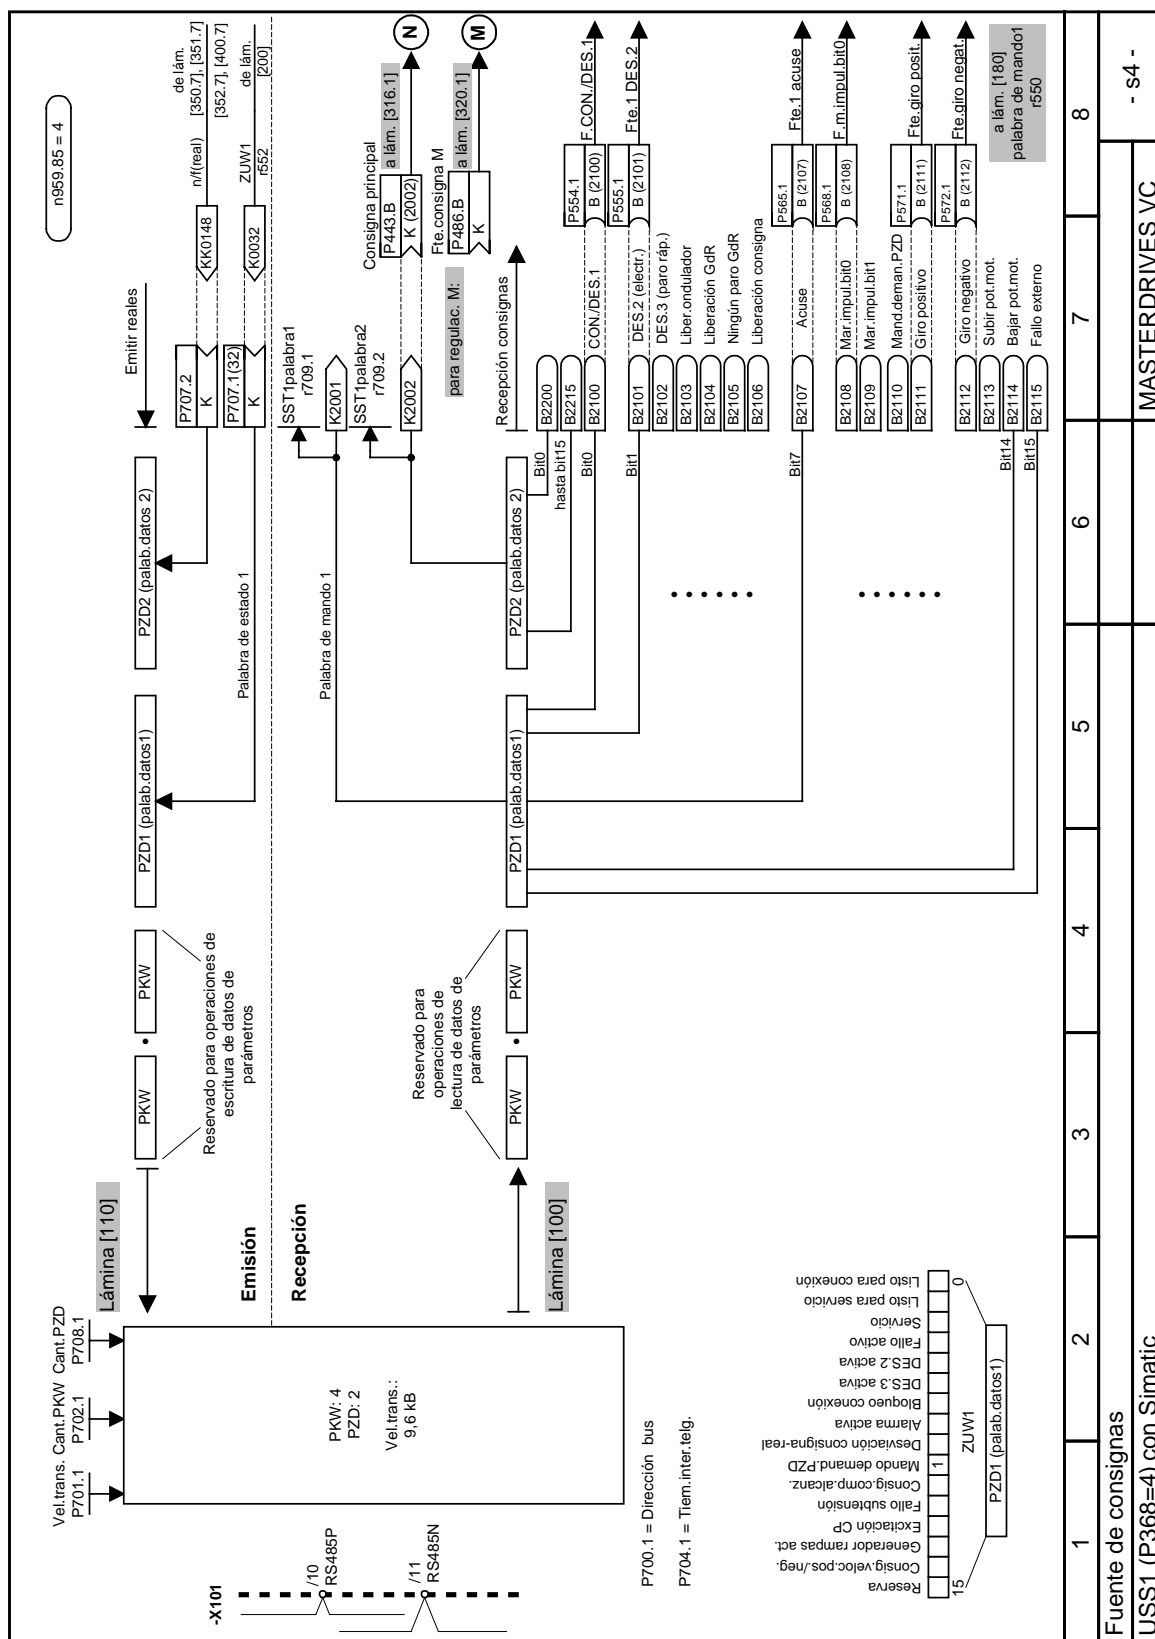 n959.85 = 4
Vel.trans.
P701.1
Cant.PKW
P702.1
Cant.PZD
P708.1
Lámina [110]
PKW
PKW
PZD1 (palab.datos1)
PZD2 (palab.datos 2)
Emitir reales
P707.2
K
KK0148
n/f(real)
de lám.
[350.7], [351.7]
[352.7], [400.7]
P707.1(32)
K
K0032
ZUW1
r552
de lám.
[200]
Reservado para operaciones de
escritura de datos de
parámetros
Palabra de estado 1
Emisión
Recepción
SST1palabra1
r709.1
K2001
Palabra de mando 1
SST1palabra2
r709.2
K2002
Consigna principal
P443.B
K (2002)
a lám. [316.1]
N
para regulac. M:
Fte.consigna M
P486.B
K
a lám. [320.1]
M
PKW: 4
PZD: 2
Vel.trans.:
9,6 kB
Reservado para
operaciones de
lectura de datos de
parámetros
Lámina [100]
PKW
PKW
PZD1 (palab.datos1)
PZD2 (palab.datos 2)
Recepción consignas
Bit0
B2200
hasta bit15
B2215
Bit0
B2100
CON./DES.1
P554.1
B (2100)
F.CON./DES.1
Bit1
B2101
DES.2 (electr.)
P555.1
B (2101)
Fte.1 DES.2
B2102
DES.3 (paro ráp.)
B2103
Liber.ondulador
B2104
Liberación GdR
B2105
Ningún paro GdR
B2106
Liberación consigna
Bit7
B2107
Acuse
P565.1
B (2107)
Fte.1 acuse
B2108
Mar.impul.bit0
P568.1
B (2108)
F.m.impul.bit0
B2109
Mar.impul.bit1
B2110
Mand.deman.PZD
B2111
Giro positivo
P571.1
B (2111)
Fte.giro posit.
B2112
Giro negativo
P572.1
B (2112)
Fte.giro negat.
B2113
Subir pot.mot.
Bit14
B2114
Bajar pot.mot.
Bit15
B2115
Fallo externo
a lám. [180]
palabra de mando1
r550
-X101
/10
RS485P
/11
RS485N
P700.1 = Dirección bus
P704.1 = Tiem.inter.telg.
Reserva
Consig.veloc.pos./neg.
Generador rampas act.
Excitación CP
Fallo subtensión
Consig.comp.alcanz.
Mando demand.PZD
Desviación consigna-real
Alarma activa
Bloqueo conexión
DES.3 activa
DES.2 activa
Fallo activo
Servicio
Listo para servicio
Listo para conexión
1
15
ZUW1
0
PZD1 (palab.datos1)
1
2
3
4
5
6
7
8
Fuente de consignas
USS1 (P368=4) con Simatic
MASTERDRIVES VC
- s4 -